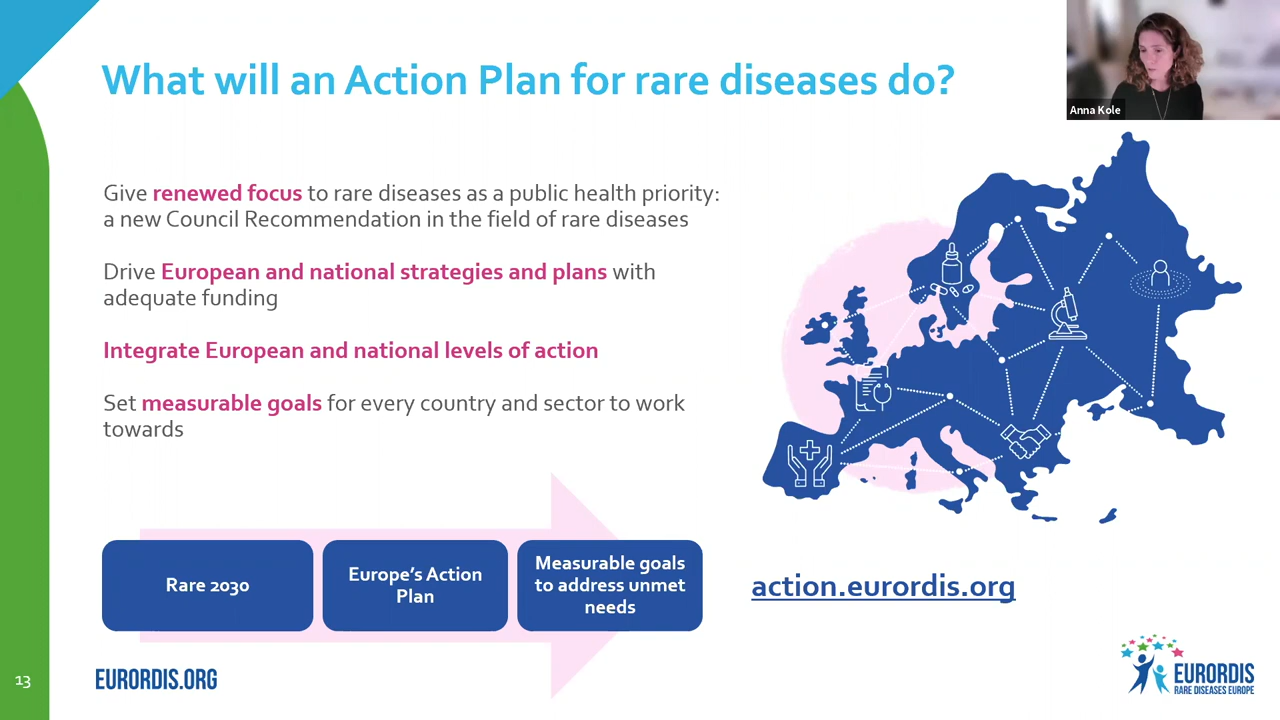 What will an Action Plan for rare diseases do?
Anna Kole
Give renewed focus to rare diseases as a public health priority:
a new Council Recommendation in the field of rare diseases
Drive European and national strategies and plans with
adequate funding
Integrate European and national levels of action
Set measurable goals for every country and sector to work
towards
Rare 2030
Europe's Action
Plan
Measurable goals
to address unmet
needs
action.eurordis.org
13
EURORDIS.ORG
EURORDIS
RARE DISEASES EUROPE